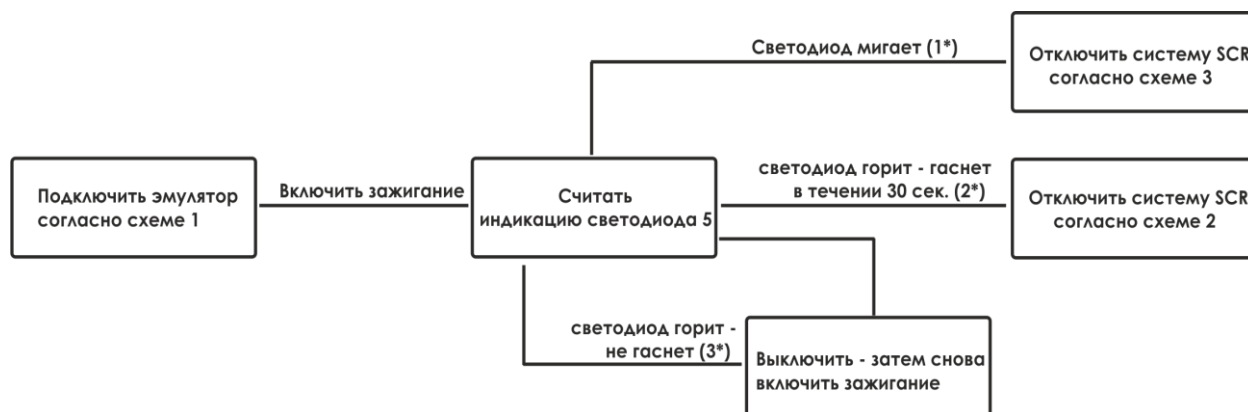 Светодиод мигает (1*)
Отключить систему SCR
согласно схеме 3
Подключить эмулятор
согласно схеме 1
Включить зажигание
Считать
индикацию светодиода 5
светодиод горит - гаснет
в течении 30 сек. (2*)
Отключить систему SCR
согласно схеме 2
светодиод горит -
не гаснет (3*)
Выключить - затем снова
включить зажигание